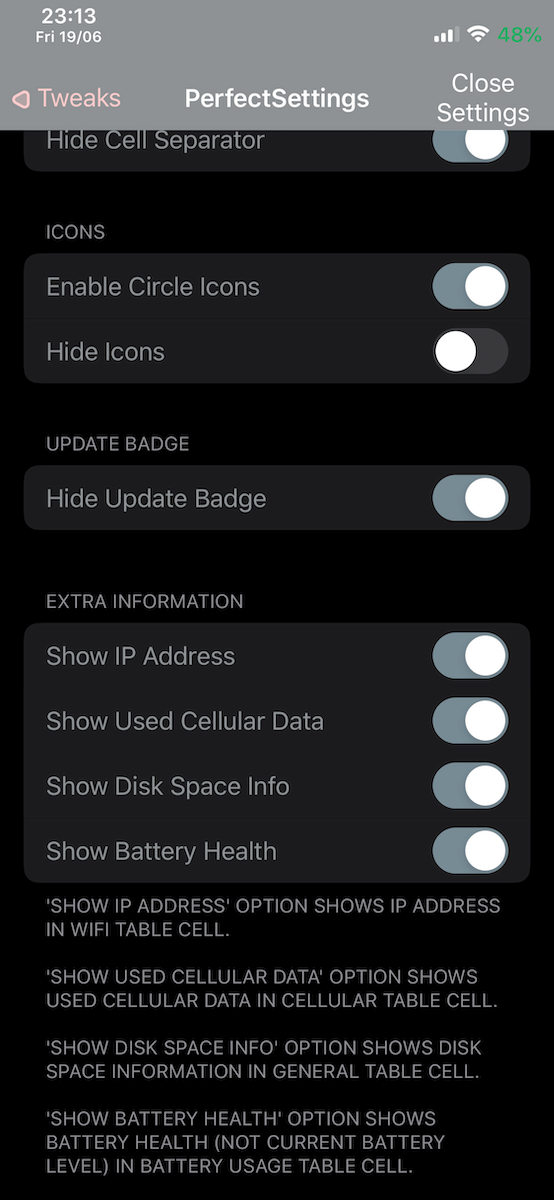 23:13
Fri 19/06
48%
Tweaks
PerfectSettings
Close
Settings
Hide Cell Separator
ICONS
Enable Circle Icons
Hide Icons
UPDATE BADGE
Hide Update Badge
EXTRA INFORMATION
Show IP Address
Show Used Cellular Data
Show Disk Space Info
Show Battery Health
'SHOW IP ADDRESS' OPTION SHOWS IP ADDRESS
IN WIFI TABLE CELL.
'SHOW USED CELLULAR DATA' OPTION SHOWS
USED CELLULAR DATA IN CELLULAR TABLE CELL.
'SHOW DISK SPACE INFO' OPTION SHOWS DISK
SPACE INFORMATION IN GENERAL TABLE CELL.
'SHOW BATTERY HEALTH' OPTION SHOWS
BATTERY HEALTH (NOT CURRENT BATTERY
LEVEL) IN BATTERY USAGE TABLE CELL.